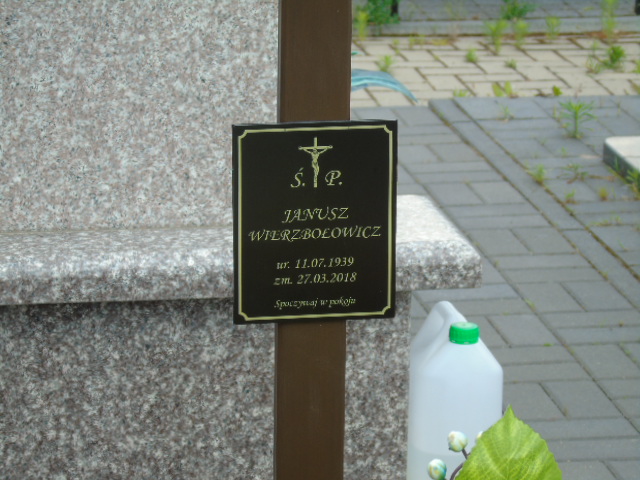 Ś. P.
JANUSZ
WIERZBOŁOWICZ
ur. 11.07.1939
zm. 27.03.2018
Spoczywaj w pokoju